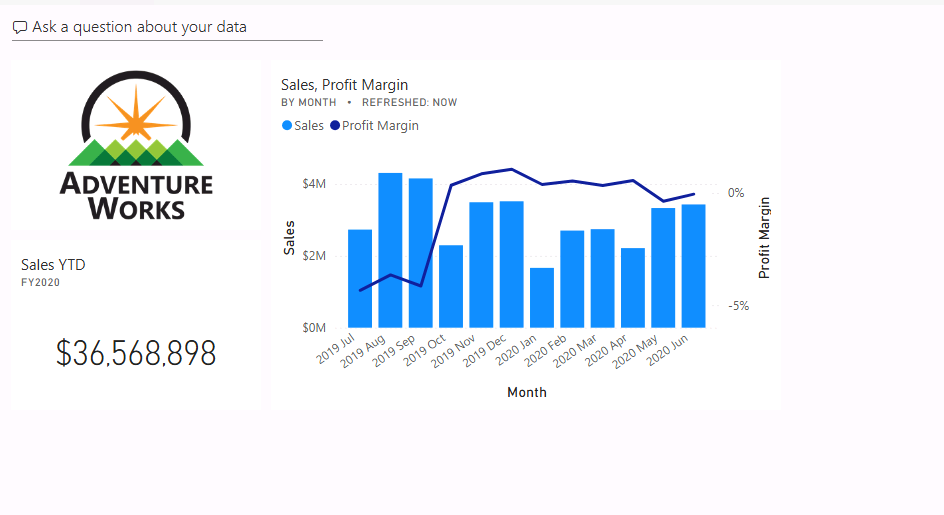 Ask a question about your data
ADVENTURE
WORKS
Sales YTD
FY2020
$36,568,898
Sales, Profit Margin
BY MONTH • REFRESHED: NOW
Sales Profit Margin
Sales
$4M
$2M
$0M
0%
-5%
Profit Margin
2019 Jul
2019 Aug
2019 Sep
2019 Oct
2019 Nov
2019 Dec
2020 Jan
2020 Feb
2020 Mar
2020 Apr
2020 May
2020 Jun
Month